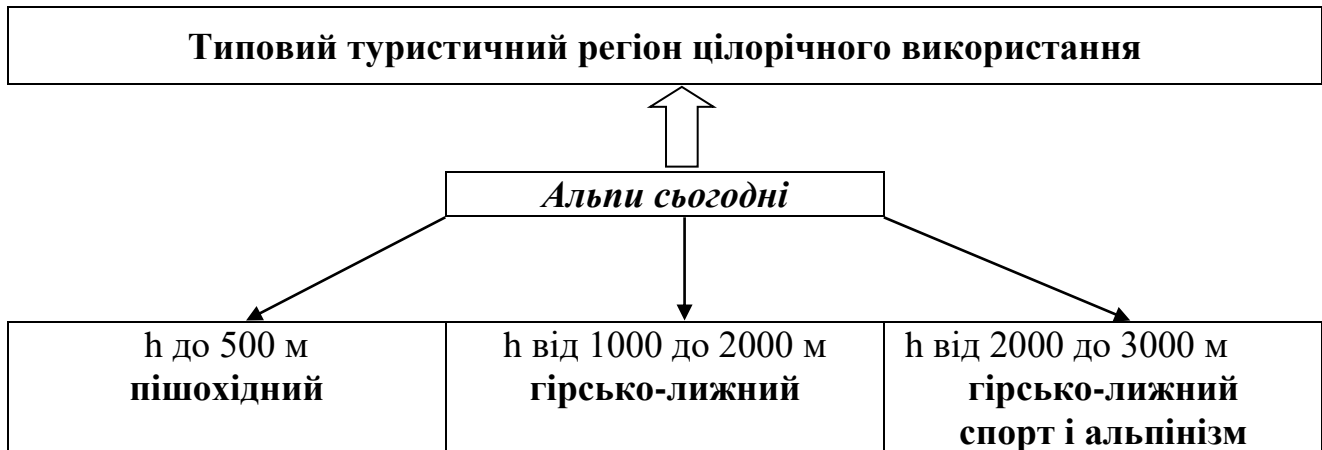 Типовий туристичний регіон цілорічного використання
Альпи сьогодні
h до 500 м
пішохідний
h від 1000 до 2000 м
гірсько-лижний
h від 2000 до 3000 м
гірсько-лижний
спорт і альпінізм